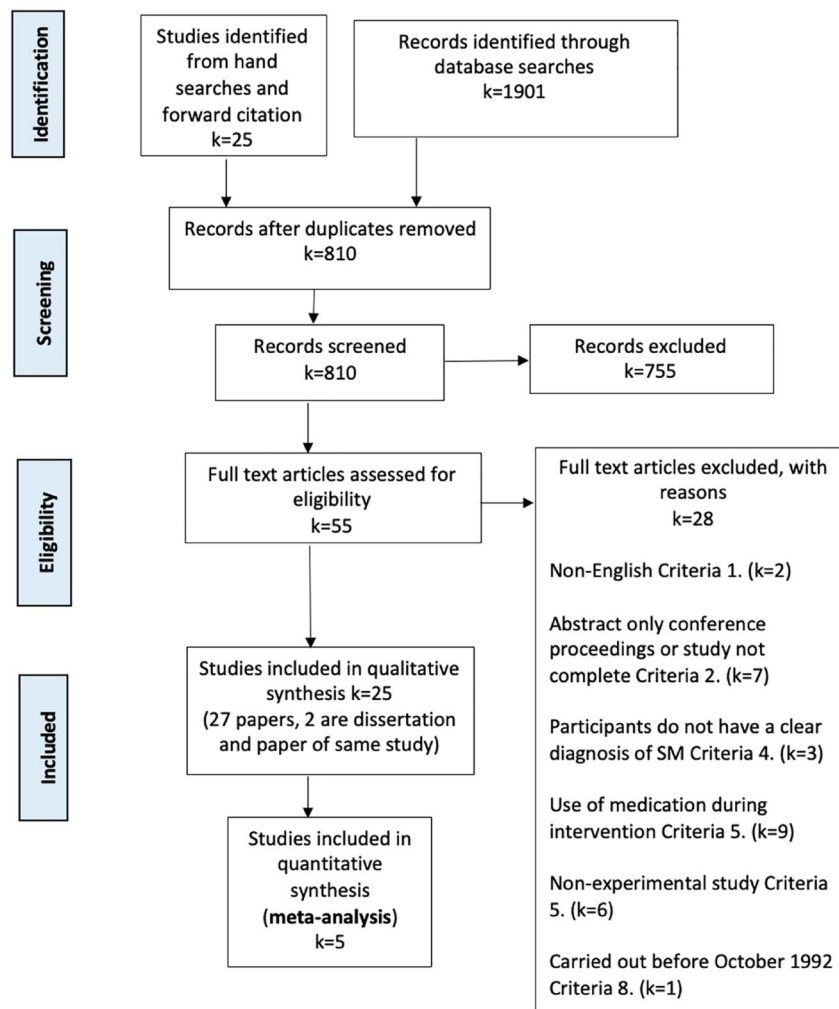 Identification
Studies identified
from hand
searches and
forward citation
k=25
Records identified through
database searches
k=1901
Screening
Records after duplicates removed
k=810
Records screened
k=810
Records excluded
k=755
Eligibility
Full text articles assessed for
eligibility
k=55
Full text articles excluded, with
reasons
k=28
Non-English Criteria 1. (k=2)
Abstract only conference
proceedings or study not
complete Criteria 2. (k=7)
Participants do not have a clear
diagnosis of SM Criteria 4. (k=3)
Use of medication during
intervention Criteria 5. (k=9)
Non-experimental study Criteria
5. (k=6)
Carried out before October 1992
Criteria 8. (k=1)
Included
Studies included in qualitative
synthesis k=25
(27 papers, 2 are dissertation
and paper of same study)
Studies included in
quantitative
synthesis
(meta-analysis)
k=5